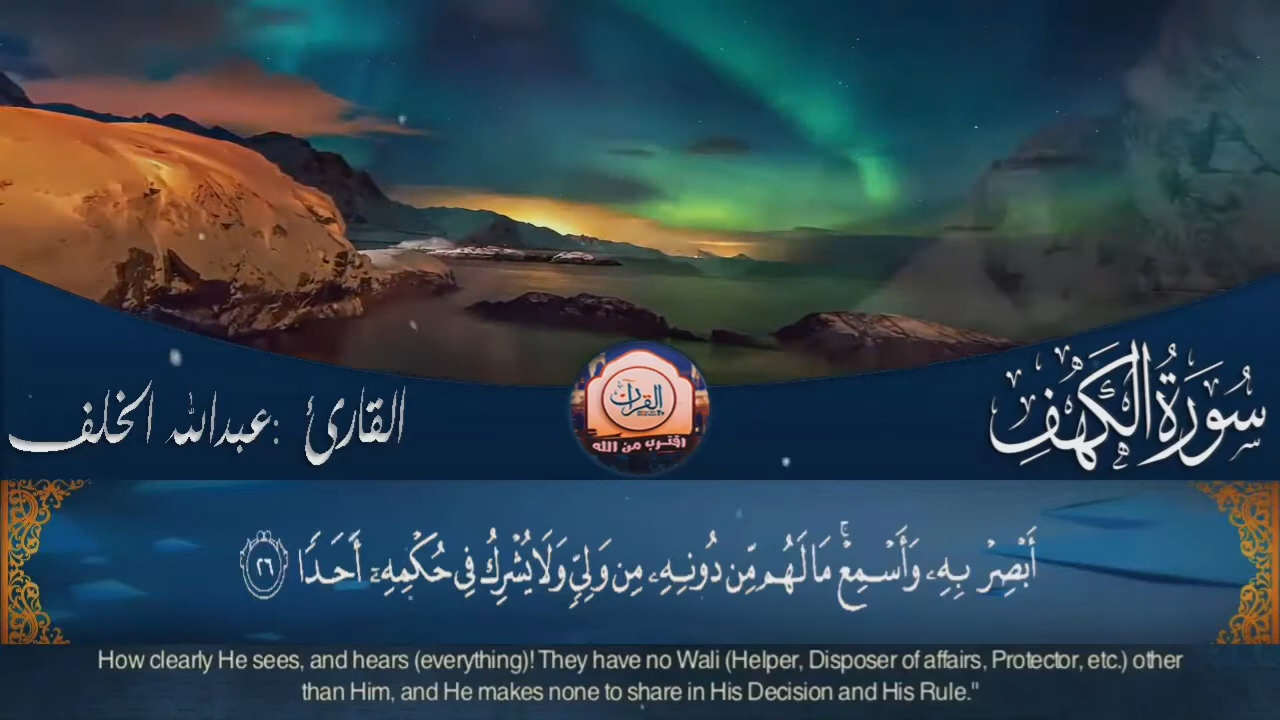 سُورَةُ الْكَهْفِ
القارئ : عبدالله الخلف
القرآن
Tv
اقترب من الله
أَبْصِرْ بِهِۦ وَأَسْمِعْ ۚ مَا لَهُم مِّن دُونِهِۦ مِن وَلِىٍّ وَلَا يُشْرِكُ فِى حُكْمِهِۦٓ أَحَدًا ٢٦
How clearly He sees, and hears (everything)! They have no Wali (Helper, Disposer of affairs, Protector, etc.) other
than Him, and He makes none to share in His Decision and His Rule."